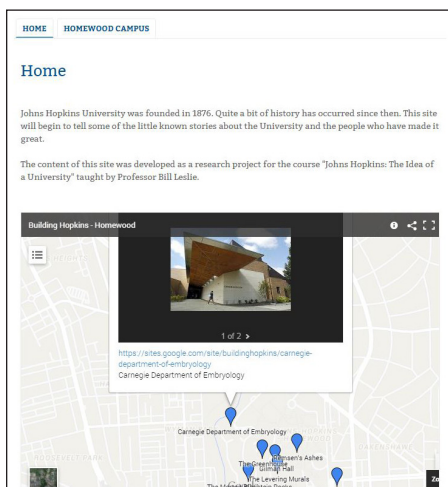 HOME HOMEWOOD CAMPUS
Home
Johns Hopkins University was founded in 1876. Quite a bit of history has occurred since then. This site
will begin to tell some of the little known stories about the University and the people who have made it
great.
The content of this site was developed as a research project for the course "Johns Hopkins: The Idea of
a University" taught by Professor Bill Leslie.
Building Hopkins - Homewood
1 of 2
https://sites.google.com/site/buildinghopkins/carnegie-
department-of-embryology
Carnegie Department of Embryology
Carnegie Department of Embryology
Ashes
The Greenhouse
Gilman Hall
The Levering Murals